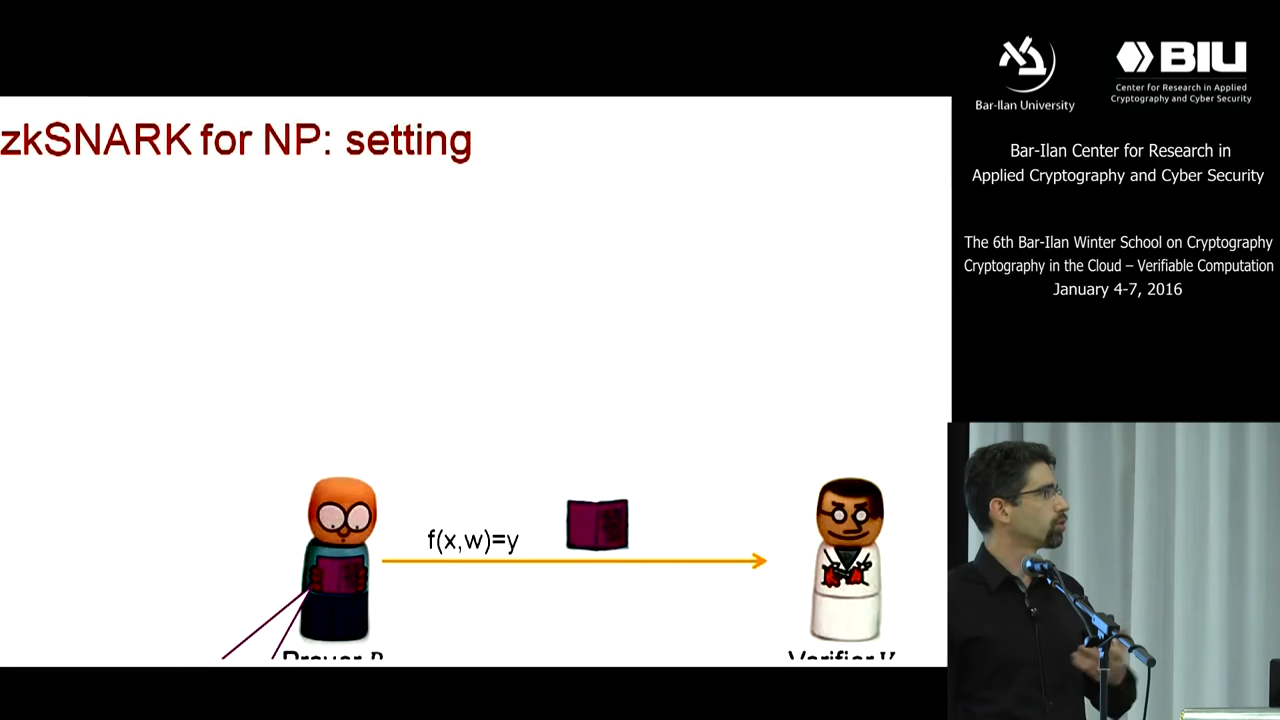 Bar-Ilan University
BIU
Center for Research in Applied
Cryptography and Cyber Security
Bar-Ilan Center for Research in
Applied Cryptography and Cyber Security
The 6th Bar-Ilan Winter School on Cryptography
Cryptography in the Cloud – Verifiable Computation
January 4-7, 2016
zkSNARK for NP: setting
f(x,w)=y
Prover P
Verifier V